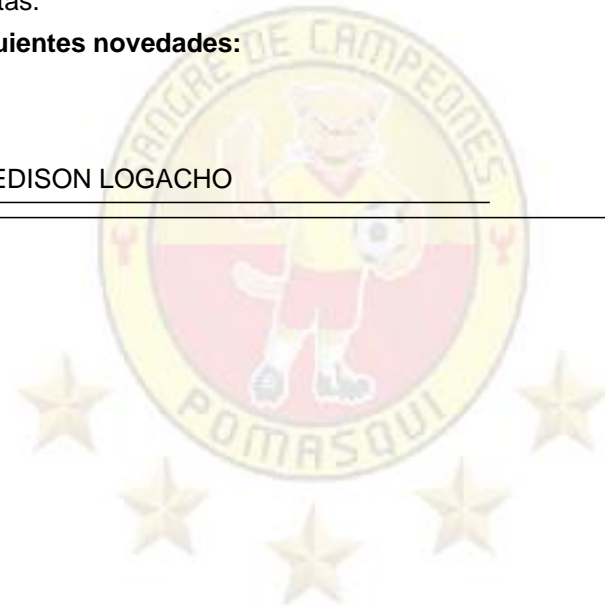 tas.
uientes novedades:
EDISON LOGACHO
SANGRE DE CAMPEONES
POMASQUI